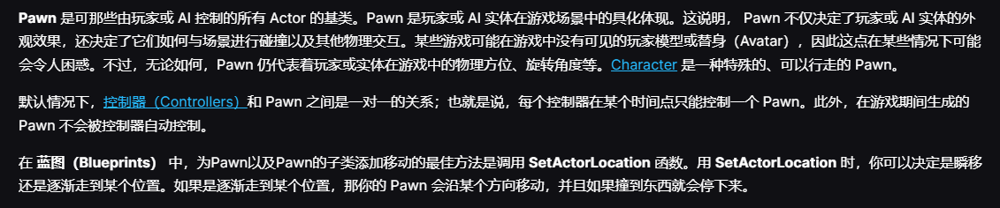 Pawn 是可那些由玩家或 AI 控制的所有 Actor 的基类。Pawn 是玩家或 AI 实体在游戏场景中的具化体现。这说明， Pawn 不仅决定了玩家或 AI 实体的外
观效果，还决定了它们如何与场景进行碰撞以及其他物理交互。某些游戏可能在游戏中没有可见的玩家模型或替身（Avatar），因此这点在某些情况下可能
会令人困惑。不过，无论如何，Pawn 仍代表着玩家或实体在游戏中的物理方位、旋转角度等。Character 是一种特殊的、可以行走的 Pawn。
默认情况下，控制器（Controllers）和 Pawn 之间是一对一的关系；也就是说，每个控制器在某个时间点只能控制一个 Pawn。此外，在游戏期间生成的
Pawn 不会被控制器自动控制。
在 蓝图（Blueprints） 中，为Pawn以及Pawn的子类添加移动的最佳方法是调用 SetActorLocation 函数。用 SetActorLocation 时，你可以决定是瞬移
还是逐渐走到某个位置。如果是逐渐走到某个位置，那你的 Pawn 会沿某个方向移动，并且如果撞到东西就会停下来。